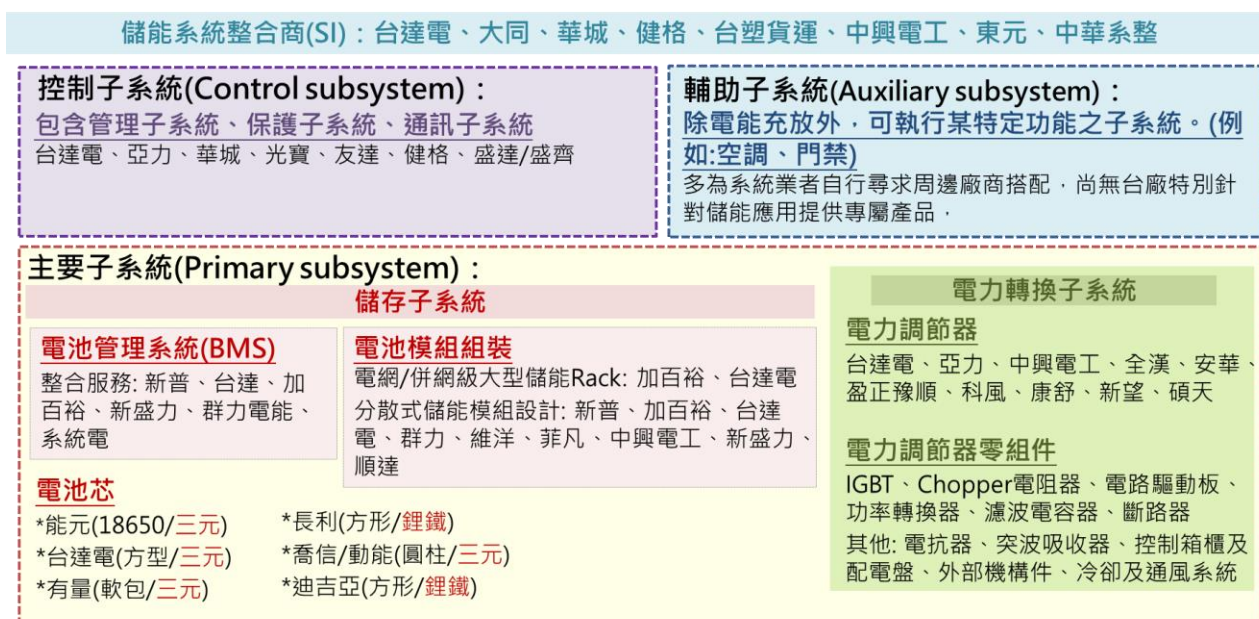 儲能系統整合商(SI)：台達電、大同、華城、健格、台塑貨運、中興電工、東元、中華系整
控制子系統(Control subsystem)：
包含管理子系統、保護子系統、通訊子系統
台達電、亞力、華城、光寶、友達、健格、盛達/盛齊
輔助子系統(Auxiliary subsystem)：
除電能充放外，可執行某特定功能之子系統。(例
如:空調、門禁)
多為系統業者自行尋求周邊廠商搭配，尚無台廠特別針
對儲能應用提供專屬產品，
主要子系統(Primary subsystem)：
儲存子系統
電池管理系統(BMS)
整合服務: 新普、台達、加
百裕、新盛力、群力電能、
系統電
電池模組組裝
電網/併網級大型儲能Rack: 加百裕、台達電
分散式儲能模組設計: 新普、加百裕、台達
電、群力、維洋、菲凡、中興電工、新盛力、
順達
電池芯
*能元(18650/三元)
*台達電(方型/三元)
*有量(軟包/三元)
*長利(方形/鋰鐵)
*喬信/動能(圓柱/三元)
*迪吉亞(方形/鋰鐵)
電力轉換子系統
電力調節器
台達電、亞力、中興電工、全漢、安華、
盈正豫順、科風、康舒、新望、碩天
電力調節器零組件
IGBT、Chopper電阻器、電路驅動板、
功率轉換器、濾波電容器、斷路器
其他: 電抗器、突波吸收器、控制箱櫃及
配電盤、外部機構件、冷卻及通風系統